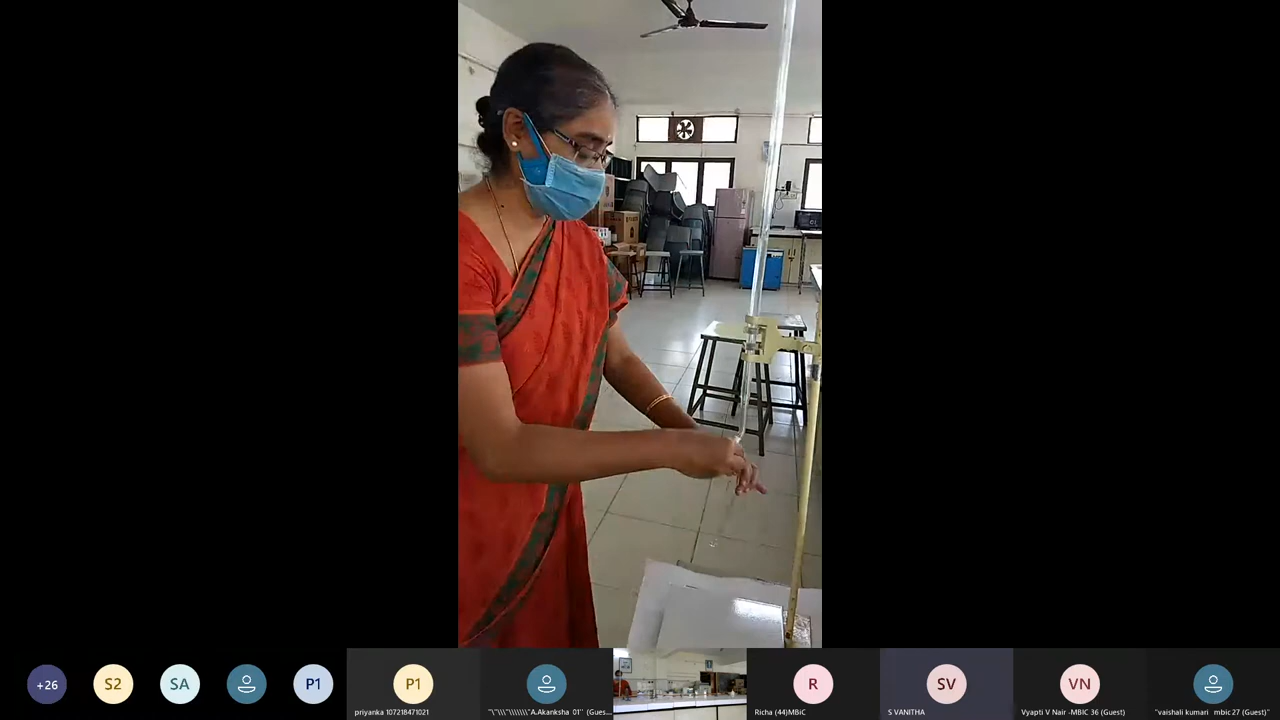 +26
S2
SA
P1
P1
priyanka 107218471021
"\"\\\"\\\\\\\"A.Akanksha 01" (Gues...
R
Richa (44)MBiC
SV
S VANITHA
VN
Vyapti V Nair -MBIC 36 (Guest)
"vaishali kumari mbic 27 (Guest)"